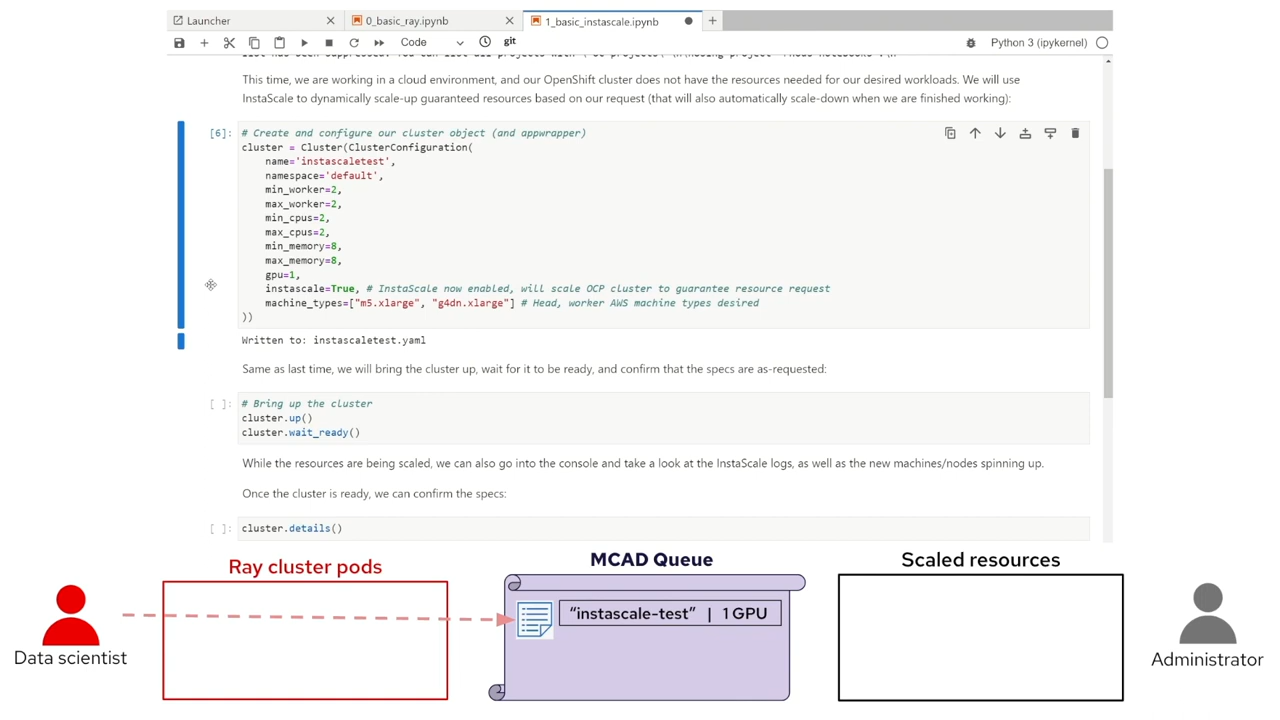 Launcher
0_basic_ray.ipynb
1_basic_instascale.ipynb
Code
git
Python 3 (ipykernel)
This time, we are working in a cloud environment, and our OpenShift cluster does not have the resources needed for our desired workloads. We will use
InstaScale to dynamically scale-up guaranteed resources based on our request (that will also automatically scale-down when we are finished working):
[6]:
# Create and configure our cluster object (and appwrapper)
cluster = Cluster(ClusterConfiguration(
name='instascaletest',
namespace='default',
min_worker=2,
max_worker=2,
min_cpus=2,
max_cpus=2,
min_memory=8,
max_memory=8,
gpu=1,
instascale=True, # InstaScale now enabled, will scale OCP cluster to guarantee resource request
machine_types=["m5.xlarge", "g4dn.xlarge"] # Head, worker AWS machine types desired
))
Written to: instascaletest.yaml
Same as last time, we will bring the cluster up, wait for it to be ready, and confirm that the specs are as-requested:
[ ]:
# Bring up the cluster
cluster.up()
cluster.wait_ready()
While the resources are being scaled, we can also go into the console and take a look at the InstaScale logs, as well as the new machines/nodes spinning up.
Once the cluster is ready, we can confirm the specs:
[ ]:
cluster.details()
Ray cluster pods
MCAD Queue
Scaled resources
“instascale-test” | 1 GPU
Data scientist
Administrator